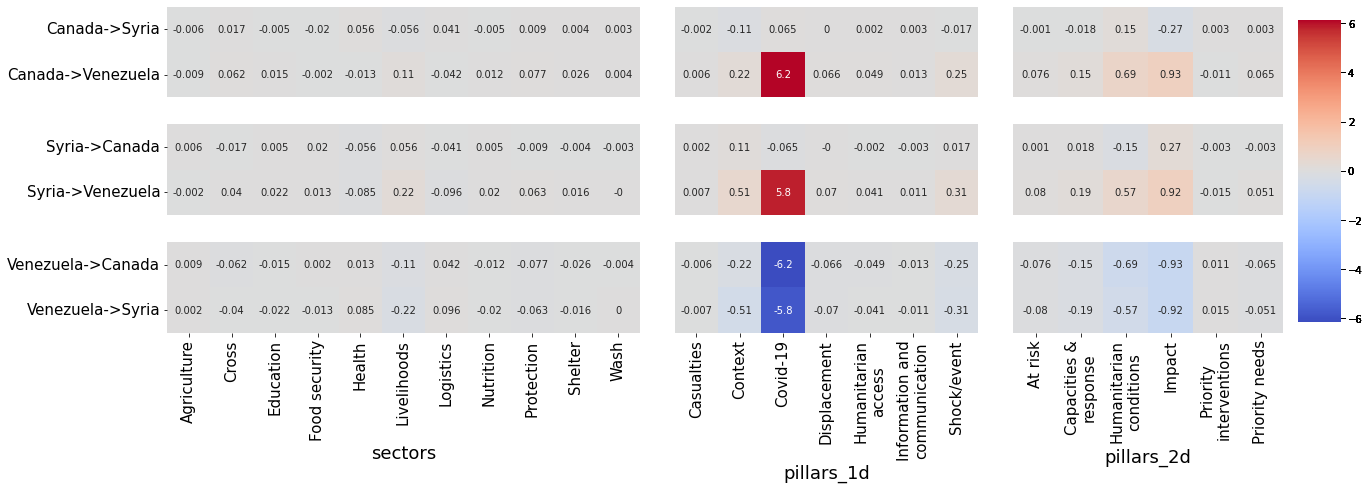 Canada->Syria -0.006 0.017 -0.005 -0.02 0.056 -0.056 0.041 -0.005 0.009 0.004 0.003 -0.002 -0.11 0.065 0 0.002 0.003 -0.017 -0.001 -0.018 0.15 -0.27 0.003 0.003
Canada->Venezuela -0.009 0.062 0.015 -0.002 -0.013 0.11 -0.042 0.012 0.077 0.026 0.004 0.006 0.22 6.2 0.066 0.049 0.013 0.25 0.076 0.15 0.69 0.93 -0.011 0.065
Syria->Canada 0.006 -0.017 0.005 0.02 -0.056 0.056 -0.041 0.005 -0.009 -0.004 -0.003 0.002 0.11 -0.065 -0 -0.002 -0.003 0.017 0.001 0.018 -0.15 0.27 -0.003 -0.003
Syria->Venezuela -0.002 0.04 0.022 0.013 -0.085 0.22 -0.096 0.02 0.063 0.016 -0 0.007 0.51 5.8 0.07 0.041 0.011 0.31 0.08 0.19 0.57 0.92 -0.015 0.051
Venezuela->Canada 0.009 -0.062 -0.015 0.002 0.013 -0.11 0.042 -0.012 -0.077 -0.026 -0.004 -0.006 -0.22 -6.2 -0.066 -0.049 -0.013 -0.25 -0.076 -0.15 -0.69 -0.93 0.011 -0.065
Venezuela->Syria 0.002 -0.04 -0.022 -0.013 0.085 -0.22 0.096 -0.02 -0.063 -0.016 0 -0.007 -0.51 -5.8 -0.07 -0.041 -0.011 -0.31 -0.08 -0.19 -0.57 -0.92 0.015 -0.051
Agriculture
Cross
Education
Food security
Health
Livelihoods
Logistics
Nutrition
Protection
Shelter
Wash
sectors
Casualties
Context
Covid-19
Displacement
Humanitarian
access
Information and
communication
Shock/event
pillars_1d
At risk
Capacities &
response
Humanitarian
conditions
Impact
Priority
interventions
Priority needs
pillars_2d
6
4
2
0
−2
−4
−6